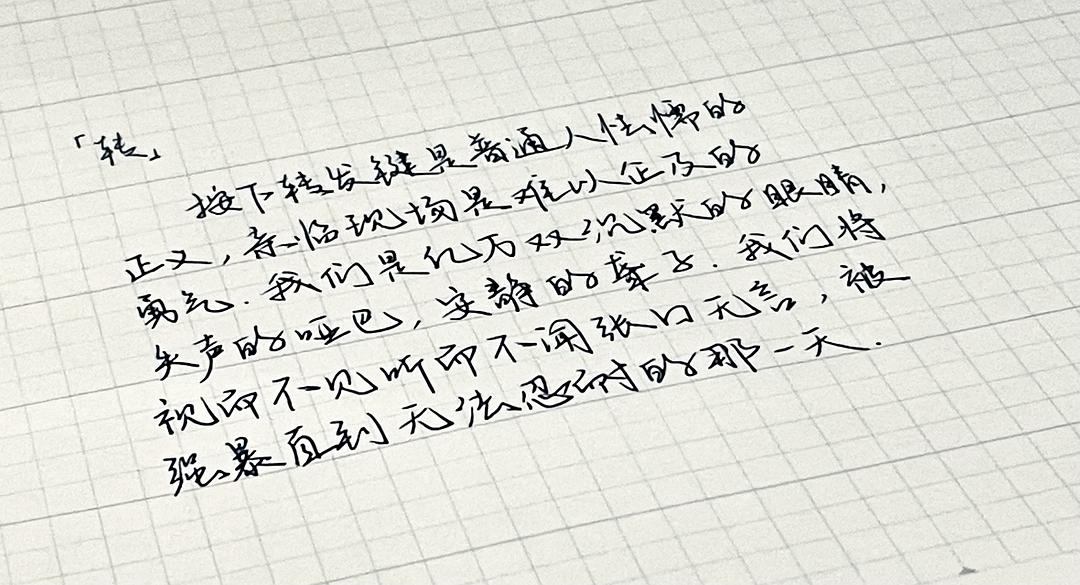 「转」
按下转发键是普通人怯懦的
正义，亲临现场是难以企及的
勇气.我们是亿万双沉默的眼睛，
失声的哑巴，安静的聋子.我们将
视而不见听而不闻张口无言，被
强暴直到无法忍耐的那一天.